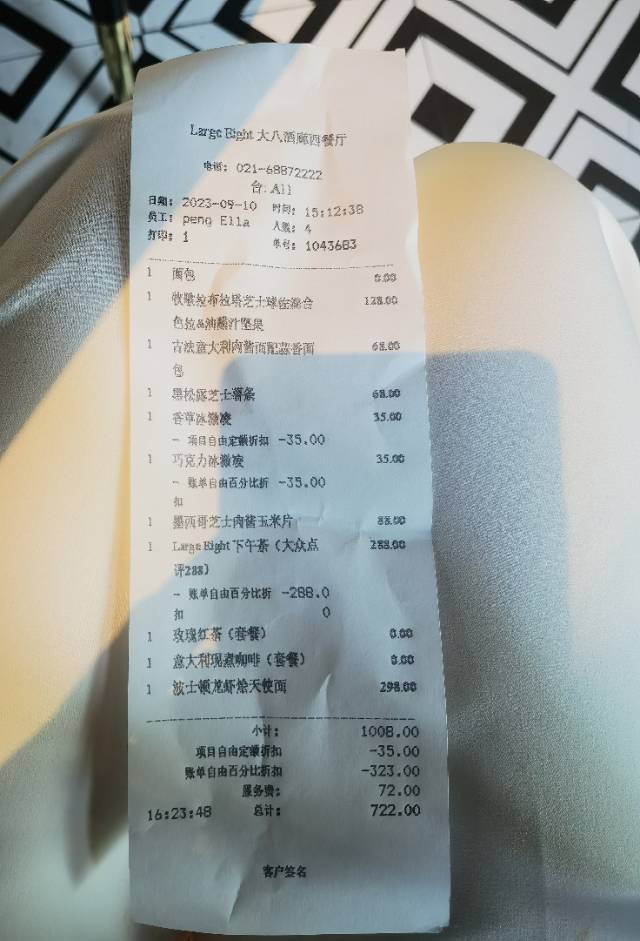 Large Eight 大八酒廊西餐厅
电话: 021-68872222
台: All
日期: 2023-09-10 时间: 15:12:38
员工: peng Ella 人数: 4
打印: 1 单号: 1043683
1 面包 0.00
1 收墩拉布拉塔芝士球佐混合 128.00
色拉&油醋汁坚果
1 古法意大利肉酱面配蒜香面 68.00
包
1 黑松露芝士薯条 68.00
1 香草冰激凌 35.00
- 项目自由定额折扣 -35.00
1 巧克力冰激凌 35.00
- 账单自由百分比折 -35.00
扣
1 墨西哥芝士肉酱玉米片 88.00
1 Large Eight下午茶(大众点 288.00
评288)
- 账单自由百分比折 -288.0
扣 0
1 玫瑰红茶(套餐) 0.00
1 意大利现煮咖啡(套餐) 0.00
1 波士顿龙虾烩天使面 298.00
小计: 1008.00
项目自由定额折扣 -35.00
账单自由百分比折扣 -323.00
服务费: 72.00
16:23:48 总计: 722.00
客户签名